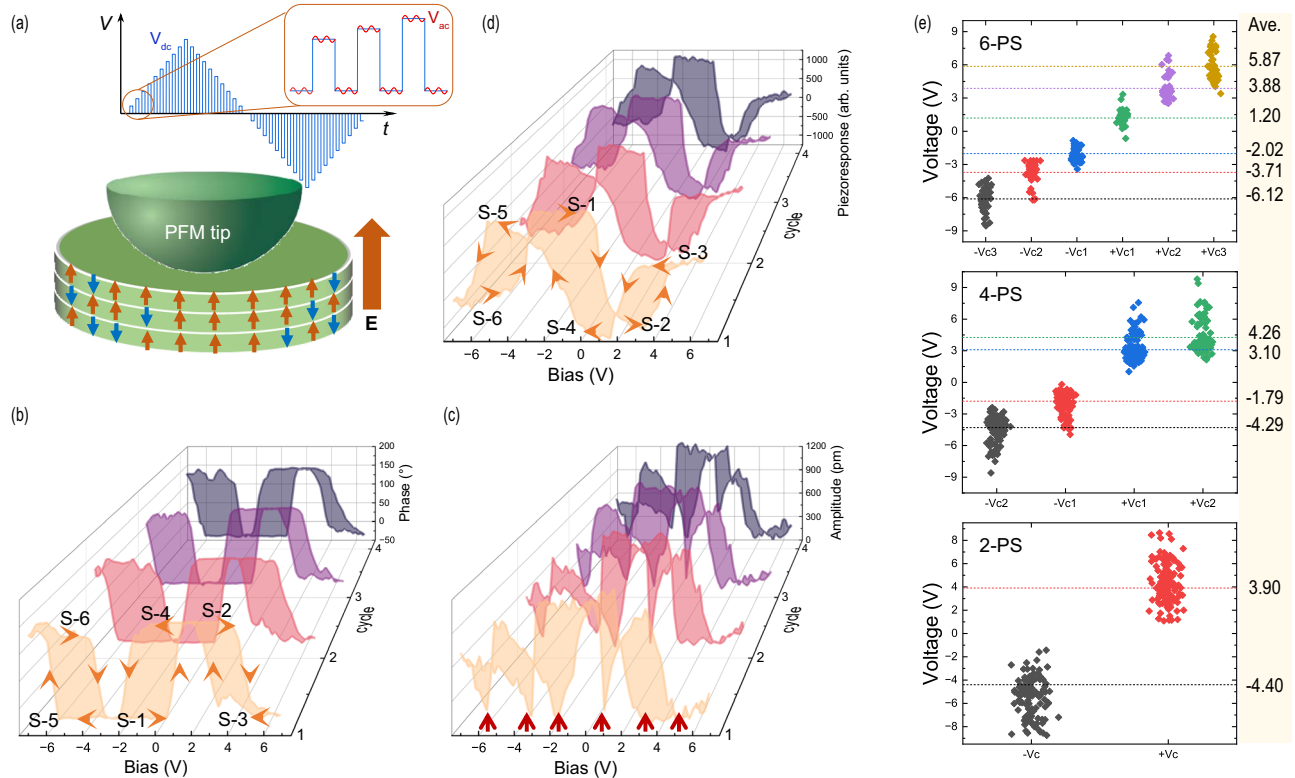 (a)
V
V_dc
V_ac
t
PFM tip
E
(b)
200
150
100
50
0
−50
Phase (°)
4
3
2
1
cycle
S-6
S-4
S-2
S-5
S-1
S-3
−6
−4
−2
0
2
4
6
Bias (V)
(c)
1200
900
600
300
0
Amplitude (pm)
4
3
2
1
cycle
−6
−4
−2
0
2
4
6
Bias (V)
(d)
1000
500
0
−500
−1000
Piezoresponse (arb. units)
4
3
2
1
cycle
S-5
S-1
S-3
S-6
S-4
S-2
−6
−4
−2
0
2
4
6
Bias (V)
(e)
Ave.
6-PS
Voltage (V)
9
6
3
0
−3
−6
−9
5.87
3.88
1.20
-2.02
-3.71
-6.12
−Vc3
−Vc2
−Vc1
+Vc1
+Vc2
+Vc3
4-PS
Voltage (V)
9
6
3
0
−3
−6
−9
4.26
3.10
-1.79
-4.29
−Vc2
−Vc1
+Vc1
+Vc2
2-PS
Voltage (V)
8
6
4
2
0
−2
−4
−6
−8
3.90
-4.40
-Vc
+Vc